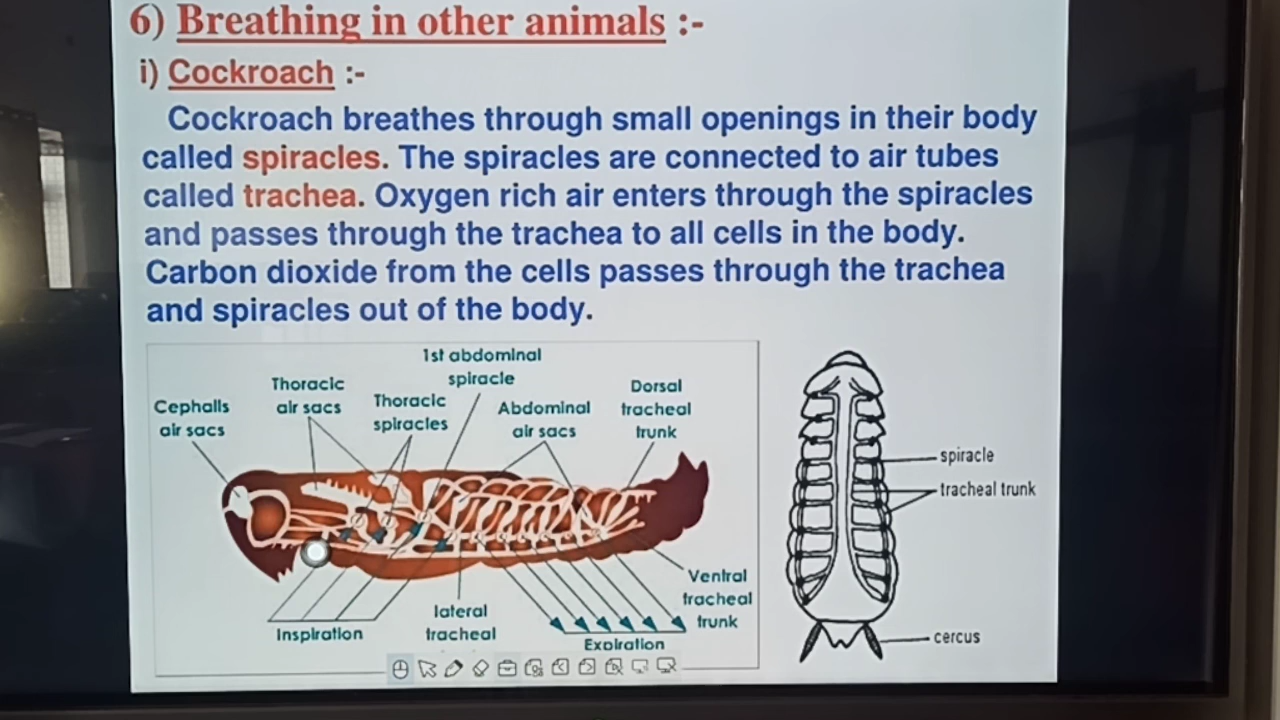 6) Breathing in other animals :-
i) Cockroach :-
Cockroach breathes through small openings in their body
called spiracles. The spiracles are connected to air tubes
called trachea. Oxygen rich air enters through the spiracles
and passes through the trachea to all cells in the body.
Carbon dioxide from the cells passes through the trachea
and spiracles out of the body.
Cephalls
air sacs
Thoracic
air sacs
Thoracic
spiracles
1st abdominal
spiracle
Abdominal
air sacs
Dorsal
tracheal
trunk
Inspiration
lateral
tracheal
Expiration
Ventral
tracheal
trunk
spiracle
tracheal trunk
cercus